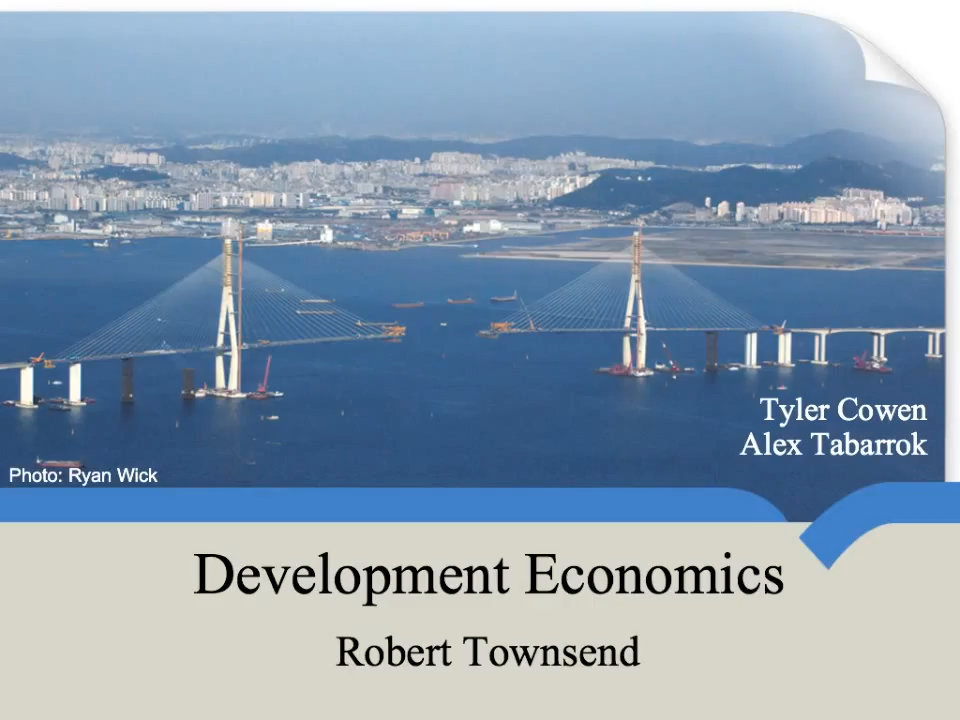 Tyler Cowen
Alex Tabarrok
Photo: Ryan Wick
Development Economics
Robert Townsend